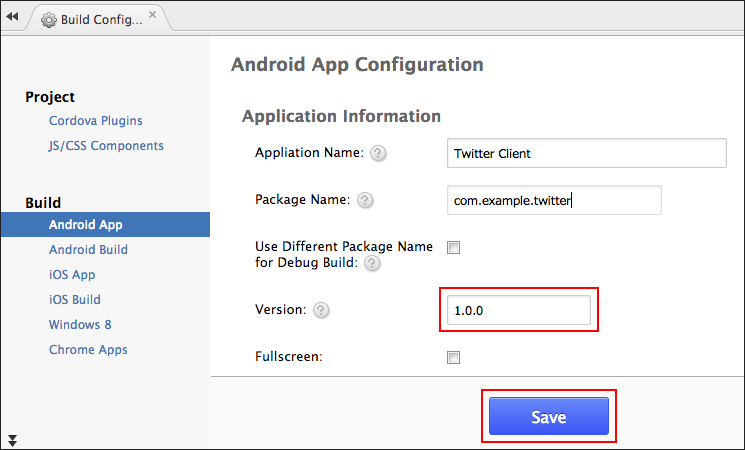 Build Config...
Project
Cordova Plugins
JS/CSS Components
Build
Android App
Android Build
iOS App
iOS Build
Windows 8
Chrome Apps
Android App Configuration
Application Information
Appliation Name: ?
Twitter Client
Package Name: ?
com.example.twitter
Use Different Package Name
for Debug Build: ?
Version: ?
1.0.0
Fullscreen:
Save